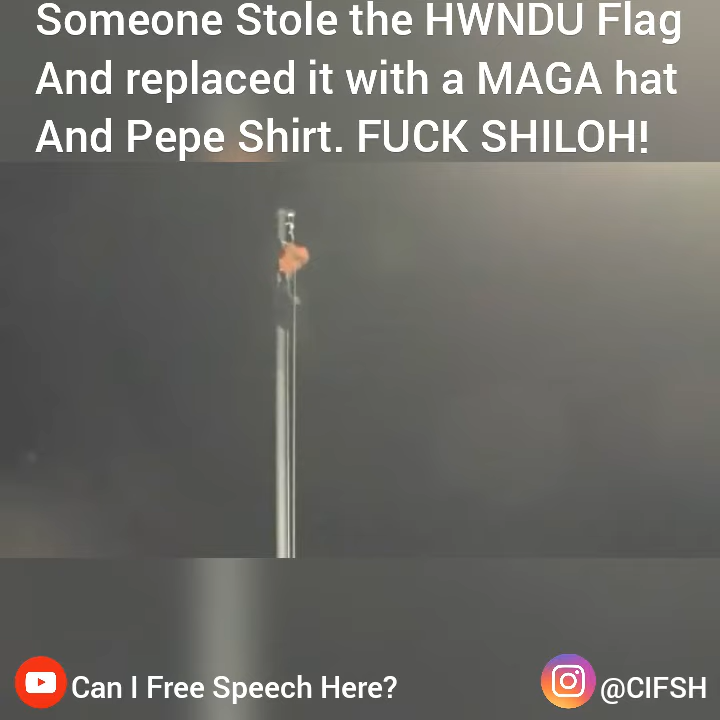 Someone Stole the HWNDU Flag
And replaced it with a MAGA hat
And Pepe Shirt. FUCK SHILOH!
Can I Free Speech Here?
@CIFSH